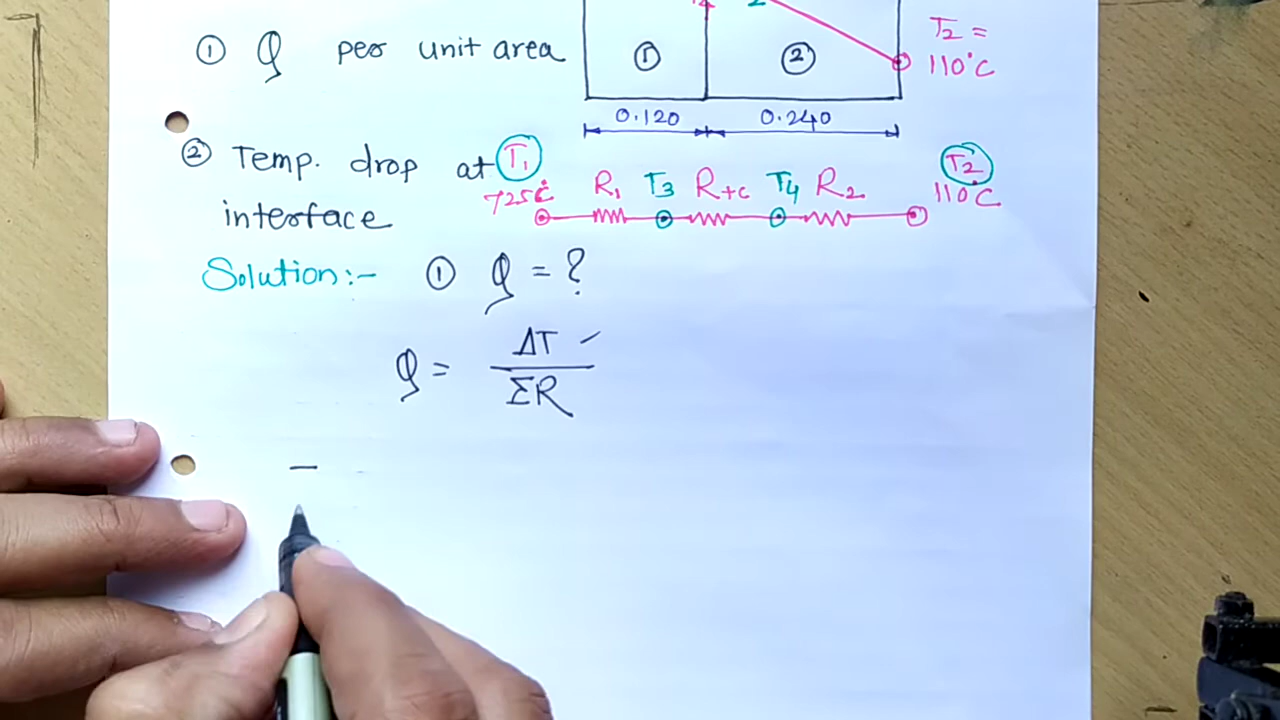 ① Q per unit area
① ②
T2 =
110°C
0.120 0.240
② Temp. drop at
interface
T1 725°C R1 T3 R+c T4 R2 T2 110°C
Solution:- ① Q = ?
Q = ΔT / ΣR